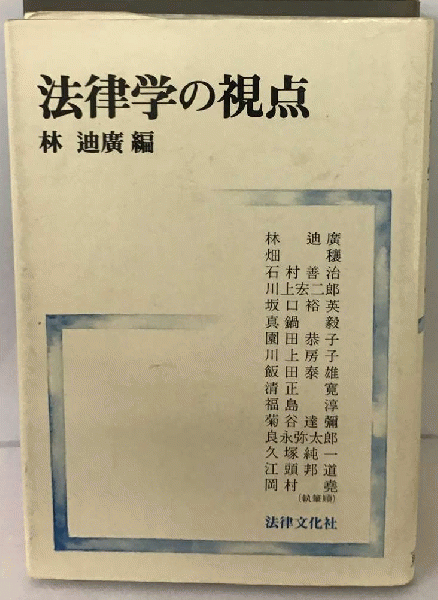 法律学の視点
林 迪廣 編
林 迪廣
畑 穰
石村善治
川上宏二郎
坂口裕英
真鍋 毅
園田恭子
川上房子
飯田泰雄
清正 寛
福島 淳
菊谷達彌
良永弥太郎
久塚純一
江頭邦道
岡村 堯
(執筆順)
法律文化社